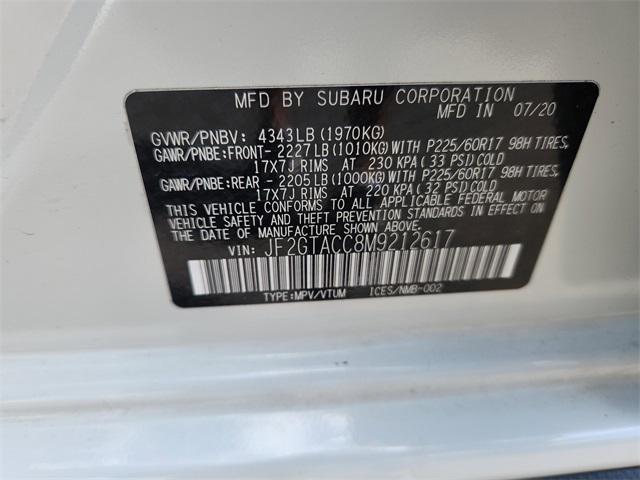 MFD BY SUBARU CORPORATION
MFD IN 07/20
GVWR/PNBV: 4343LB (1970KG)
GAWR/PNBE:FRONT- 2227LB (1010KG)WITH P225/60R17 98H TIRES,
17X7J RIMS AT 230 KPA (33 PSI)COLD
GAWR/PNBE:REAR - 2205LB (1000KG)WITH P225/60R17 98H TIRES,
17X7J RIMS AT 220 KPA (32 PSI)COLD
THIS VEHICLE CONFORMS TO ALL APPLICABLE FEDERAL MOTOR
VEHICLE SAFETY AND THEFT PREVENTION STANDARDS IN EFFECT ON
THE DATE OF MANUFACTURE SHOWN ABOVE.
VIN: JF2GTACC8M9212617
TYPE:MPV/VTUM ICES/NMB-002